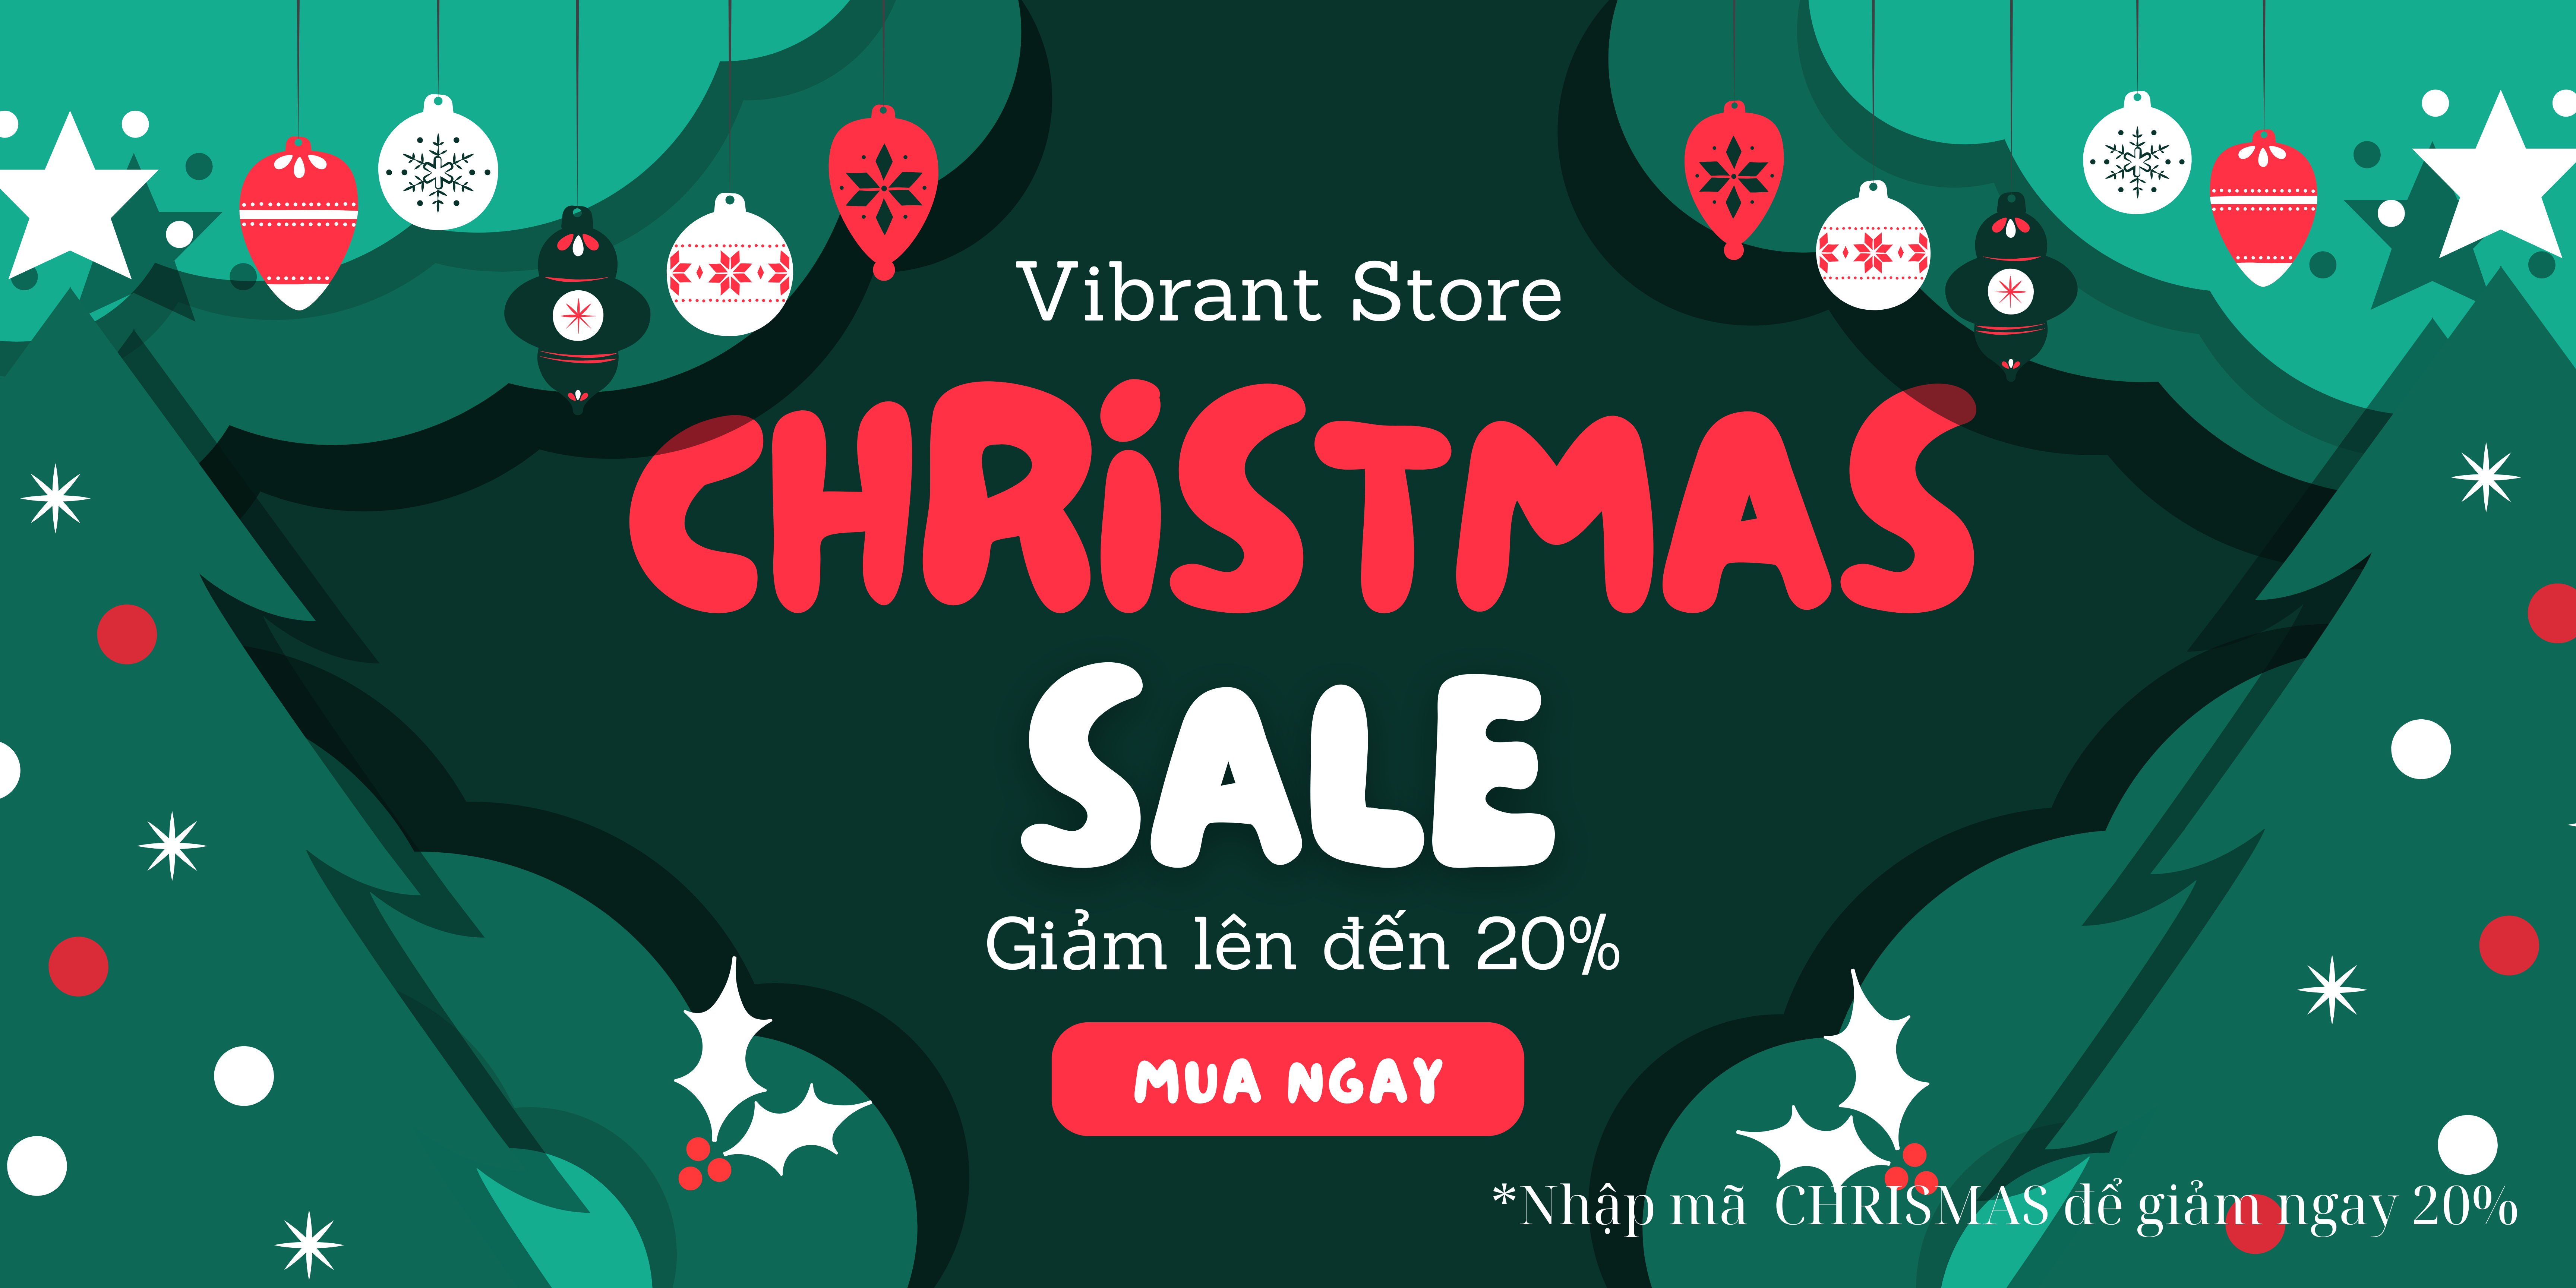 Vibrant Store
CHRiSTMAS
SALE
Giảm lên đến 20%
MUA NGAY
*Nhập mã CHRISMAS để giảm ngay 20%